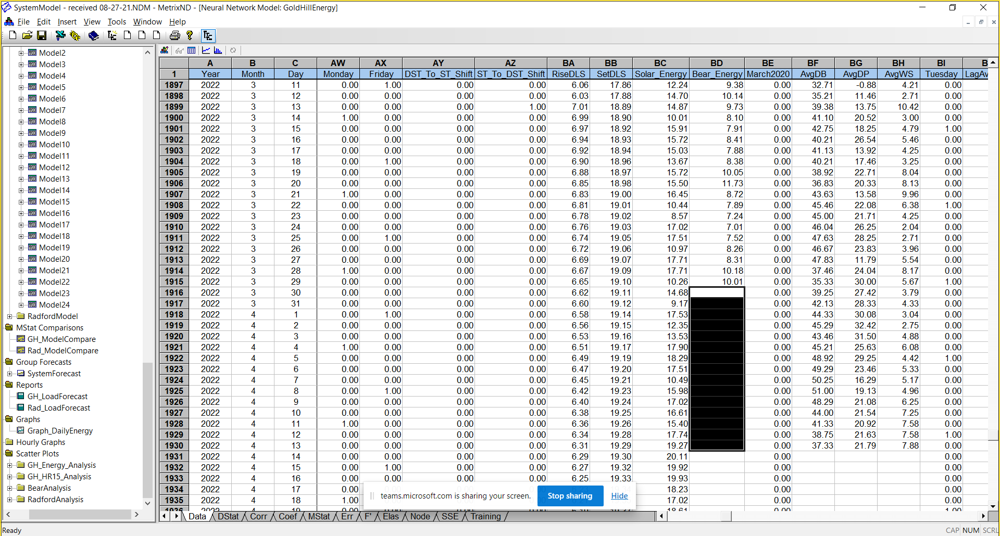 SystemModel - received 08-27-21.NDM - MetrixND - [Neural Network Model: GoldHillEnergy]
File Edit Insert View Tools Window Help
Model2
Model3
Model4
Model5
Model6
Model7
Model8
Model9
Model10
Model11
Model12
Model13
Model14
Model15
Model16
Model17
Model18
Model19
Model20
Model21
Model22
Model23
Model24
RadfordModel
MStat Comparisons
GH_ModelCompare
Rad_ModelCompare
Group Forecasts
SystemForecast
Reports
GH_LoadForecast
Rad_LoadForecast
Graphs
Graph_DailyEnergy
Hourly Graphs
Scatter Plots
GH_Energy_Analysis
GH_HR15_Analysis
BearAnalysis
RadfordAnalysis
A B C AW AX AY AZ BA BB BC BD BE BF BG BH BI B
1 Year Month Day Monday Friday DST_To_ST_Shift ST_To_DST_Shift RiseDLS SetDLS Solar_Energy Bear_Energy March2020 AvgDB AvgDP AvgWS Tuesday LagAv
1897 2022 3 11 0.00 1.00 0.00 0.00 6.06 17.86 12.24 9.38 0.00 32.71 -0.88 4.21 0.00
1898 2022 3 12 0.00 0.00 0.00 0.00 6.03 17.88 14.70 10.14 0.00 35.21 11.46 2.71 0.00
1899 2022 3 13 0.00 0.00 0.00 1.00 7.01 18.89 14.87 9.73 0.00 39.38 13.75 10.42 0.00
1900 2022 3 14 1.00 0.00 0.00 0.00 6.99 18.90 10.01 8.10 0.00 41.10 20.52 3.00 0.00
1901 2022 3 15 0.00 0.00 0.00 0.00 6.97 18.92 15.91 7.91 0.00 42.75 18.25 4.79 1.00
1902 2022 3 16 0.00 0.00 0.00 0.00 6.94 18.93 15.72 8.41 0.00 40.21 26.54 5.46 0.00
1903 2022 3 17 0.00 0.00 0.00 0.00 6.92 18.94 15.03 7.88 0.00 41.13 13.92 4.25 0.00
1904 2022 3 18 0.00 1.00 0.00 0.00 6.90 18.96 13.67 8.38 0.00 40.21 17.46 3.25 0.00
1905 2022 3 19 0.00 0.00 0.00 0.00 6.88 18.97 15.72 10.05 0.00 38.92 22.71 8.04 0.00
1906 2022 3 20 0.00 0.00 0.00 0.00 6.85 18.98 15.50 11.73 0.00 36.83 20.33 8.13 0.00
1907 2022 3 21 1.00 0.00 0.00 0.00 6.83 19.00 16.45 8.72 0.00 43.63 13.58 9.96 0.00
1908 2022 3 22 0.00 0.00 0.00 0.00 6.81 19.01 10.44 7.89 0.00 45.46 22.08 6.38 1.00
1909 2022 3 23 0.00 0.00 0.00 0.00 6.78 19.02 8.57 7.24 0.00 45.00 21.71 4.25 0.00
1910 2022 3 24 0.00 0.00 0.00 0.00 6.76 19.03 17.02 7.01 0.00 46.04 26.25 2.04 0.00
1911 2022 3 25 0.00 1.00 0.00 0.00 6.74 19.05 17.51 7.52 0.00 47.63 28.25 2.71 0.00
1912 2022 3 26 0.00 0.00 0.00 0.00 6.72 19.06 10.97 8.26 0.00 46.67 23.83 3.96 0.00
1913 2022 3 27 0.00 0.00 0.00 0.00 6.69 19.07 17.71 8.31 0.00 47.83 11.79 5.54 0.00
1914 2022 3 28 1.00 0.00 0.00 0.00 6.67 19.09 17.71 10.18 0.00 37.46 24.04 8.17 0.00
1915 2022 3 29 0.00 0.00 0.00 0.00 6.65 19.10 10.26 10.01 0.00 35.33 30.00 5.67 1.00
1916 2022 3 30 0.00 0.00 0.00 0.00 6.62 19.11 14.68 0.00 39.25 27.42 3.79 0.00
1917 2022 3 31 0.00 0.00 0.00 0.00 6.60 19.12 9.17 0.00 42.13 28.33 4.33 0.00
1918 2022 4 1 0.00 1.00 0.00 0.00 6.58 19.14 17.53 0.00 44.33 30.08 3.04 0.00
1919 2022 4 2 0.00 0.00 0.00 0.00 6.56 19.15 12.35 0.00 45.29 32.42 2.75 0.00
1920 2022 4 3 0.00 0.00 0.00 0.00 6.53 19.16 13.53 0.00 43.46 31.50 4.88 0.00
1921 2022 4 4 1.00 0.00 0.00 0.00 6.51 19.17 17.90 0.00 45.21 25.63 6.08 0.00
1922 2022 4 5 0.00 0.00 0.00 0.00 6.49 19.19 18.29 0.00 48.92 29.25 4.42 1.00
1923 2022 4 6 0.00 0.00 0.00 0.00 6.47 19.20 17.51 0.00 49.29 23.46 5.33 0.00
1924 2022 4 7 0.00 0.00 0.00 0.00 6.45 19.21 10.49 0.00 50.25 16.29 5.17 0.00
1925 2022 4 8 0.00 1.00 0.00 0.00 6.42 19.23 15.98 0.00 51.00 19.13 4.96 0.00
1926 2022 4 9 0.00 0.00 0.00 0.00 6.40 19.24 17.02 0.00 48.29 21.08 6.25 0.00
1927 2022 4 10 0.00 0.00 0.00 0.00 6.38 19.25 16.61 0.00 44.00 21.54 7.25 0.00
1928 2022 4 11 1.00 0.00 0.00 0.00 6.36 19.26 15.40 0.00 41.33 20.92 7.58 0.00
1929 2022 4 12 0.00 0.00 0.00 0.00 6.34 19.28 17.74 0.00 38.75 21.63 7.58 1.00
1930 2022 4 13 0.00 0.00 0.00 0.00 6.31 19.29 19.27 0.00 37.33 21.79 7.88 0.00
1931 2022 4 14 0.00 0.00 0.00 0.00 6.29 19.30 20.11 0.00 0.00
1932 2022 4 15 0.00 1.00 0.00 0.00 6.27 19.32 19.92 0.00 0.00
1933 2022 4 16 0.00 0.00 0.00 0.00 6.25 19.33 19.93 0.00 0.00
1934 2022 4 17 0.00 18.23 0.00 0.00
1935 2022 4 18 1.00 17.02 0.00 0.00
teams.microsoft.com is sharing your screen. Stop sharing Hide
Data DStat Corr Coef MStat Err F' Elas Node SSE Training
Ready CAP NUM SCRL